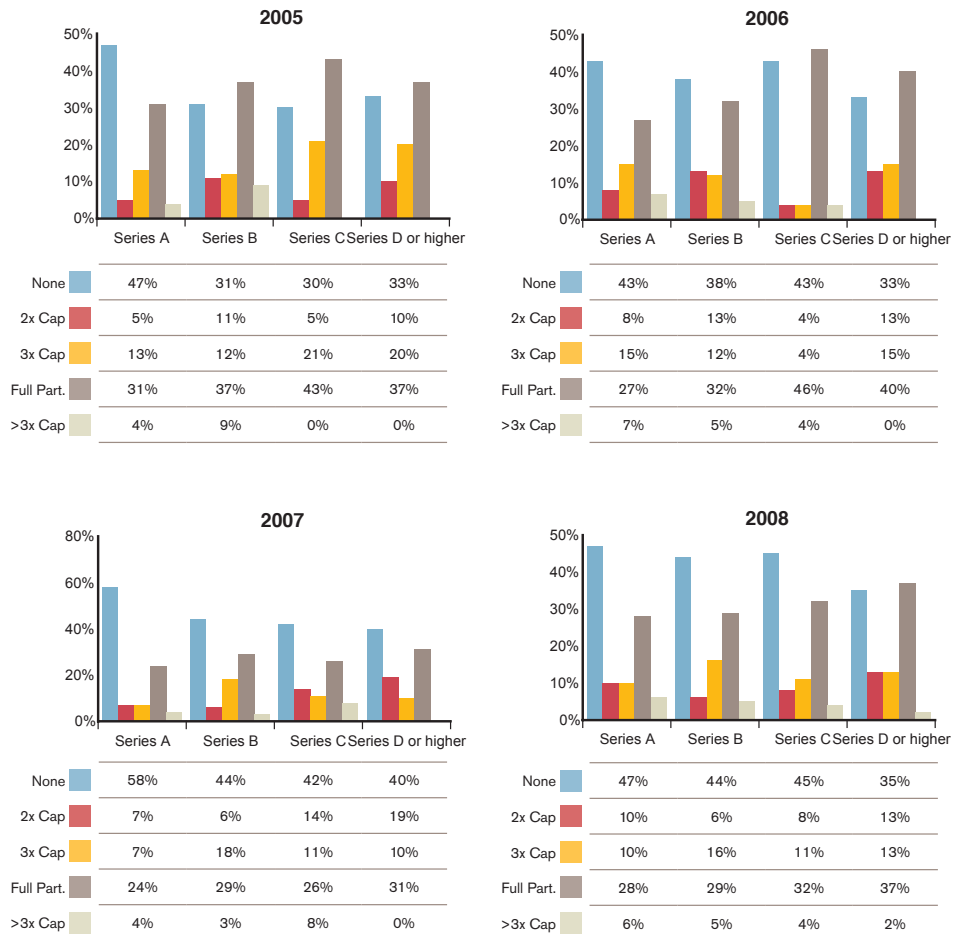 2005
50%
40%
30%
20%
10%
0%
Series A Series B Series C Series D or higher
None 47% 31% 30% 33%
2x Cap 5% 11% 5% 10%
3x Cap 13% 12% 21% 20%
Full Part. 31% 37% 43% 37%
>3x Cap 4% 9% 0% 0%
2006
50%
40%
30%
20%
10%
0%
Series A Series B Series C Series D or higher
None 43% 38% 43% 33%
2x Cap 8% 13% 4% 13%
3x Cap 15% 12% 4% 15%
Full Part. 27% 32% 46% 40%
>3x Cap 7% 5% 4% 0%
2007
80%
60%
40%
20%
0%
Series A Series B Series C Series D or higher
None 58% 44% 42% 40%
2x Cap 7% 6% 14% 19%
3x Cap 7% 18% 11% 10%
Full Part. 24% 29% 26% 31%
>3x Cap 4% 3% 8% 0%
2008
50%
40%
30%
20%
10%
0%
Series A Series B Series C Series D or higher
None 47% 44% 45% 35%
2x Cap 10% 6% 8% 13%
3x Cap 10% 16% 11% 13%
Full Part. 28% 29% 32% 37%
>3x Cap 6% 5% 4% 2%